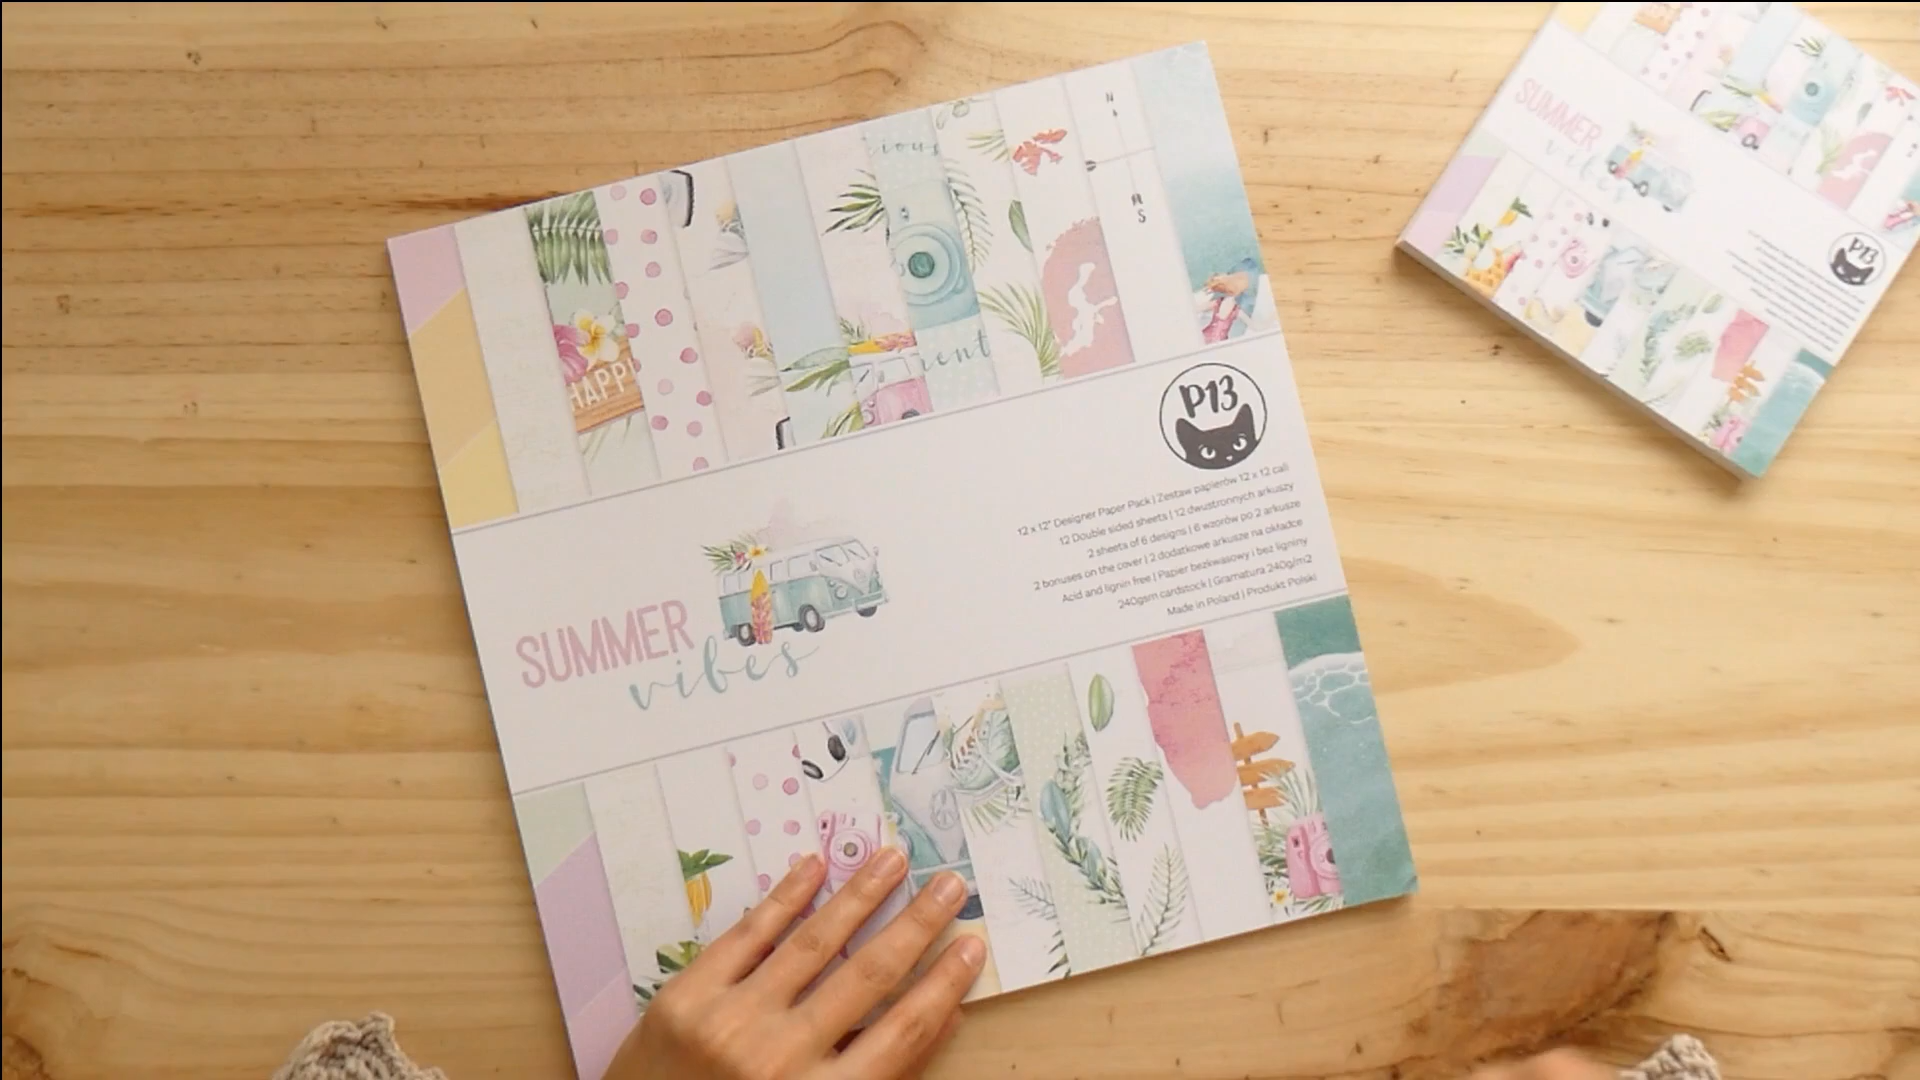 ious
N
A
S
HAPP
ent
P13
12 x 12" Designer Paper Pack | Zestaw papierów 12 x 12 cali
12 Double sided sheets | 12 dwustronnych arkuszy
2 sheets of 6 designs | 6 wzorów po 2 arkusze
2 bonuses on the cover | 2 dodatkowe arkusze na okładce
Acid and lignin free | Papier bezkwasowy i bez ligniny
240gsm cardstock | Gramatura 240g/m2
Made in Poland | Produkt Polski
SUMMER
vibes
SUMMER
vibes
P13